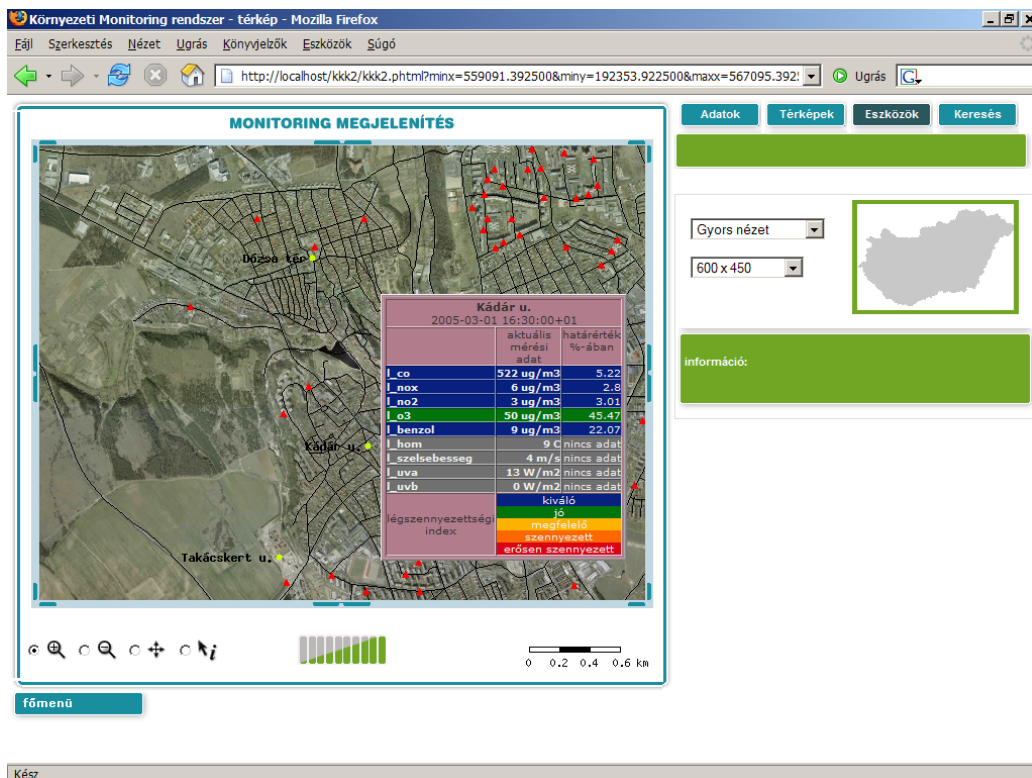 Környezeti Monitoring rendszer - térkép - Mozilla Firefox
Fájl Szerkesztés Nézet Ugrás Könyvjelzők Eszközök Súgó
http://localhost/kkk2/kkk2.phtml?minx=559091.392500&miny=192353.922500&maxx=567095.392
Ugrás
MONITORING MEGJELENÍTÉS
Adatok Térképek Eszközök Keresés
Gyors nézet
600 x 450
információ:
Dózsa tér
Kádár u.
Takácskert u.
Kádár u.
2005-03-01 16:30:00+01
aktuális mérési adat határérték %-ában
l_co 522 ug/m3 5.22
l_nox 6 ug/m3 2.8
l_no2 3 ug/m3 3.01
l_o3 50 ug/m3 45.47
l_benzol 9 ug/m3 22.07
l_hom 9 C nincs adat
l_szelsebesseg 4 m/s nincs adat
l_uva 13 W/m2 nincs adat
l_uvb 0 W/m2 nincs adat
légszennyezettségi index
kiváló
jó
megfelelő
szennyezett
erősen szennyezett
0 0.2 0.4 0.6 km
főmenü
Kész